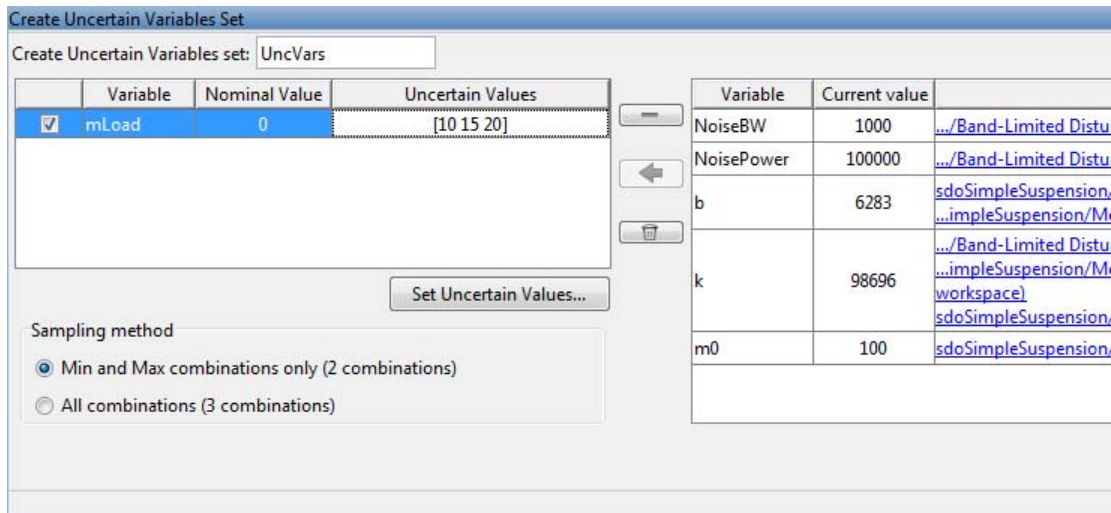 Create Uncertain Variables Set
Create Uncertain Variables set: UncVars
Variable Nominal Value Uncertain Values
mLoad 0 [10 15 20]
Set Uncertain Values...
Sampling method
Min and Max combinations only (2 combinations)
All combinations (3 combinations)
Variable Current value
NoiseBW 1000 .../Band-Limited Distu
NoisePower 100000 .../Band-Limited Distu
b 6283 sdoSimpleSuspension/
...impleSuspension/Me
k 98696 .../Band-Limited Distu
...impleSuspension/Me
workspace)
sdoSimpleSuspension/
m0 100 sdoSimpleSuspension/